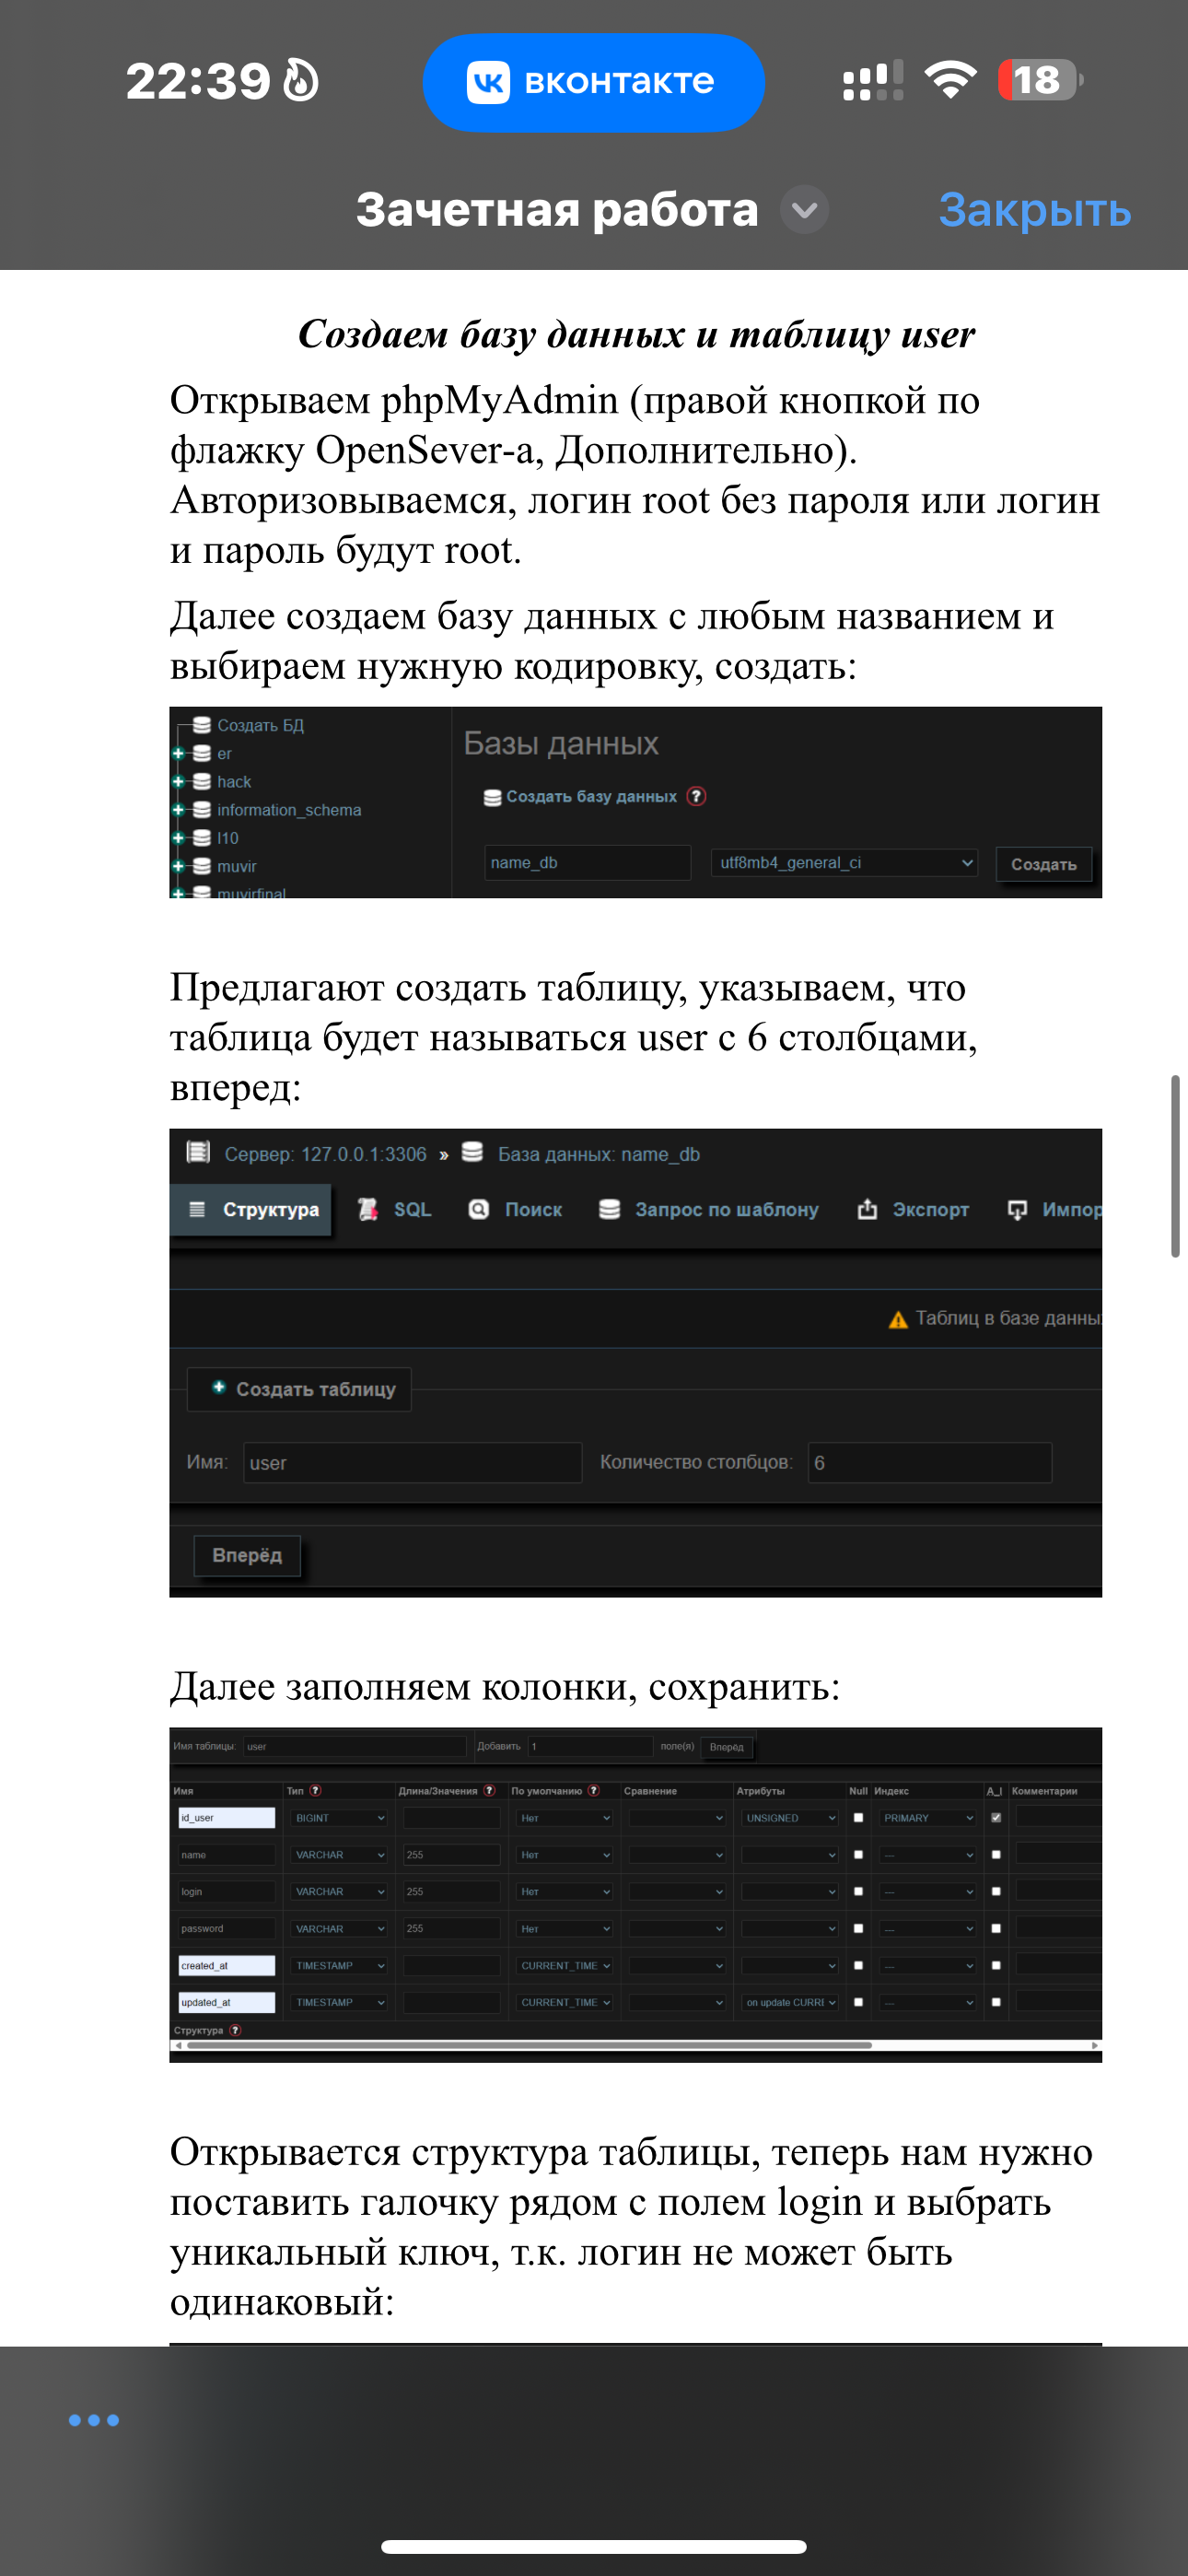 22:39
вконтакте
18
Зачетная работа
Закрыть
Создаем базу данных и таблицу user
Открываем phpMyAdmin (правой кнопкой по
флажку OpenSever-а, Дополнительно).
Авторизовываемся, логин root без пароля или логин
и пароль будут root.
Далее создаем базу данных с любым названием и
выбираем нужную кодировку, создать:
Создать БД
er
hack
information_schema
l10
muvir
muvirfinal
Базы данных
Создать базу данных
name_db utf8mb4_general_ci Создать
Предлагают создать таблицу, указываем, что
таблица будет называться user с 6 столбцами,
вперед:
Сервер: 127.0.0.1:3306 » База данных: name_db
Структура SQL Поиск Запрос по шаблону Экспорт Импор
Таблиц в базе данны
Создать таблицу
Имя: user Количество столбцов: 6
Вперёд
Далее заполняем колонки, сохранить:
Имя таблицы: user Добавить 1 поле(я) Вперёд
Имя Тип Длина/Значения По умолчанию Сравнение Атрибуты Null Индекс A_I Комментарии
id_user BIGINT Нет UNSIGNED PRIMARY
name VARCHAR 255 Нет ---
login VARCHAR 255 Нет ---
password VARCHAR 255 Нет ---
created_at TIMESTAMP CURRENT_TIME ---
updated_at TIMESTAMP CURRENT_TIME on update CURRE ---
Структура
Открывается структура таблицы, теперь нам нужно
поставить галочку рядом с полем login и выбрать
уникальный ключ, т.к. логин не может быть
одинаковый: